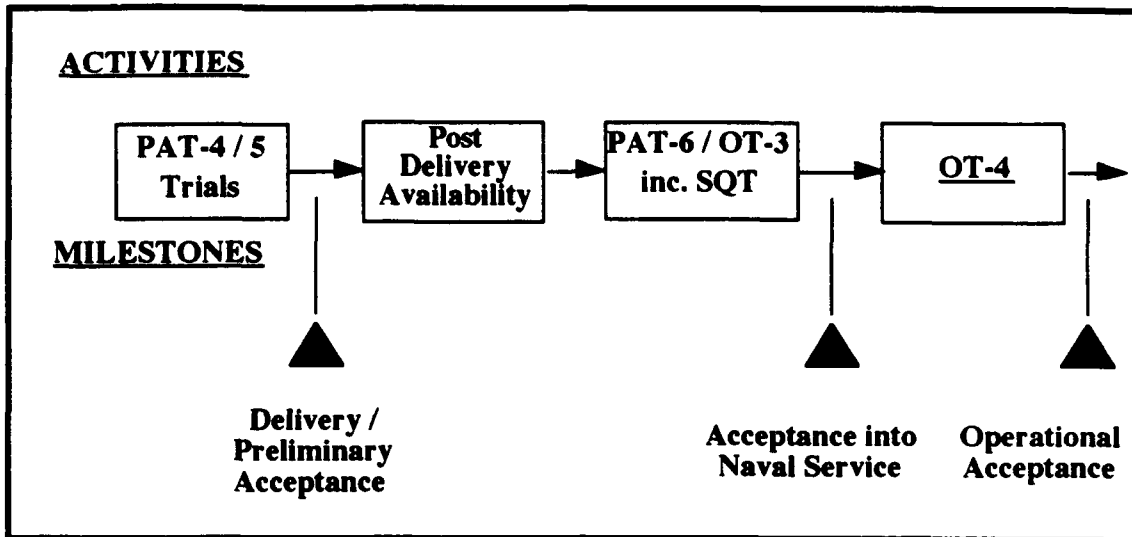 ACTIVITIES
PAT-4 / 5
Trials
Post
Delivery
Availability
PAT-6 / OT-3
inc. SQT
OT-4
MILESTONES
Delivery /
Preliminary
Acceptance
Acceptance into
Naval Service
Operational
Acceptance